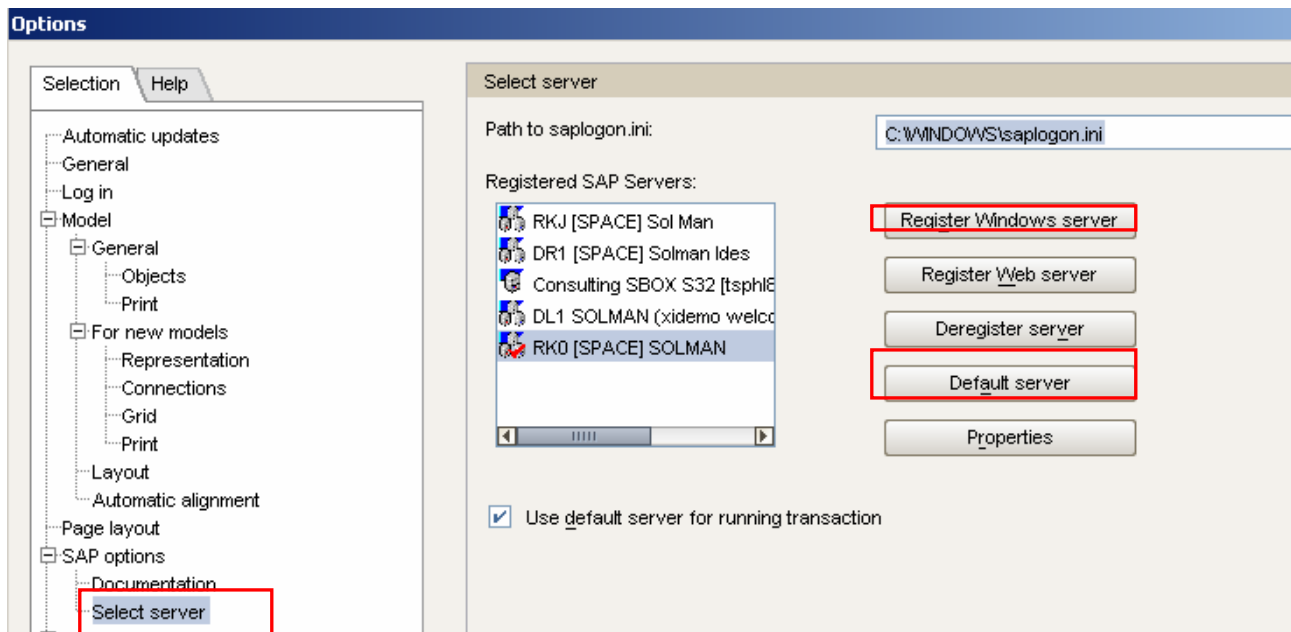 Options
Selection
Help
Automatic updates
General
Log in
Model
General
Objects
Print
For new models
Representation
Connections
Grid
Print
Layout
Automatic alignment
Page layout
SAP options
Documentation
Select server
Select server
Path to saplogon.ini:
C:\WINDOWS\saplogon.ini
Registered SAP Servers:
RKJ [SPACE] Sol Man
DR1 [SPACE] Solman Ides
Consulting SBOX S32 [tsphl8
DL1 SOLMAN (xidemo welco
RK0 [SPACE] SOLMAN
Register Windows server
Register Web server
Deregister server
Default server
Properties
Use default server for running transaction